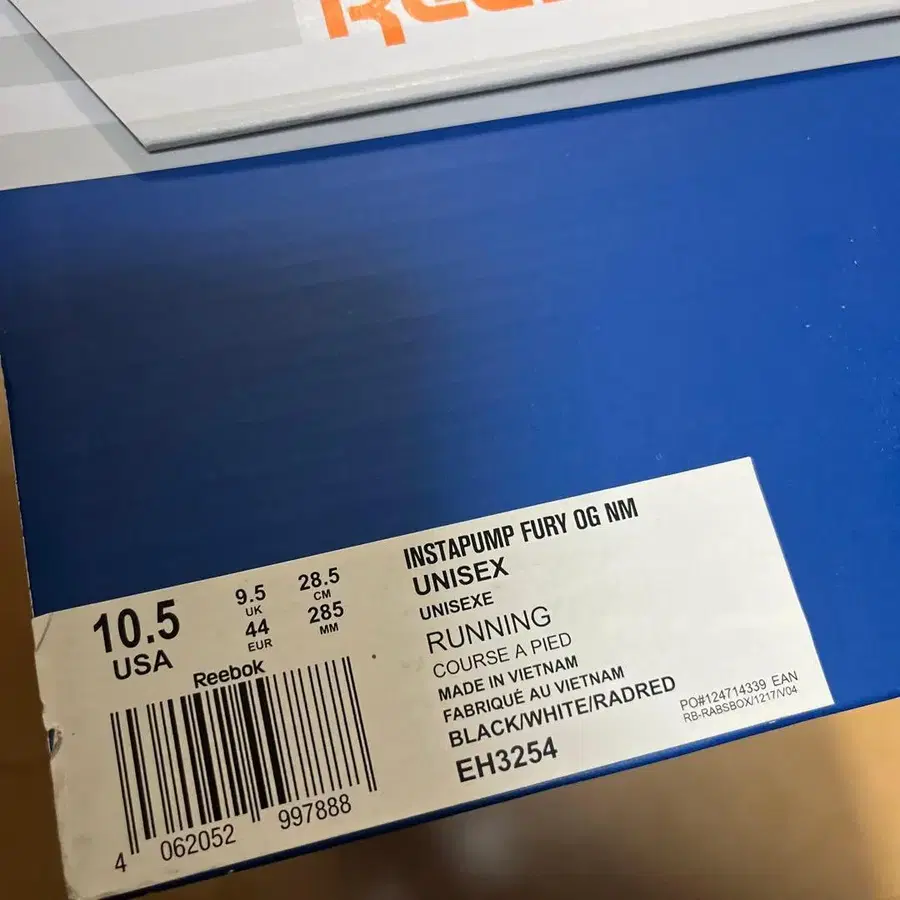 10.5
USA
9.5
UK
44
EUR
28.5
CM
285
MM
Reebok
4 062052 997888
INSTAPUMP FURY OG NM
UNISEX
UNISEXE
RUNNING
COURSE A PIED
MADE IN VIETNAM
FABRIQUÉ AU VIETNAM
BLACK/WHITE/RADRED
EH3254
PO#124714339 EAN
RB-RABSBOX/1217/V04